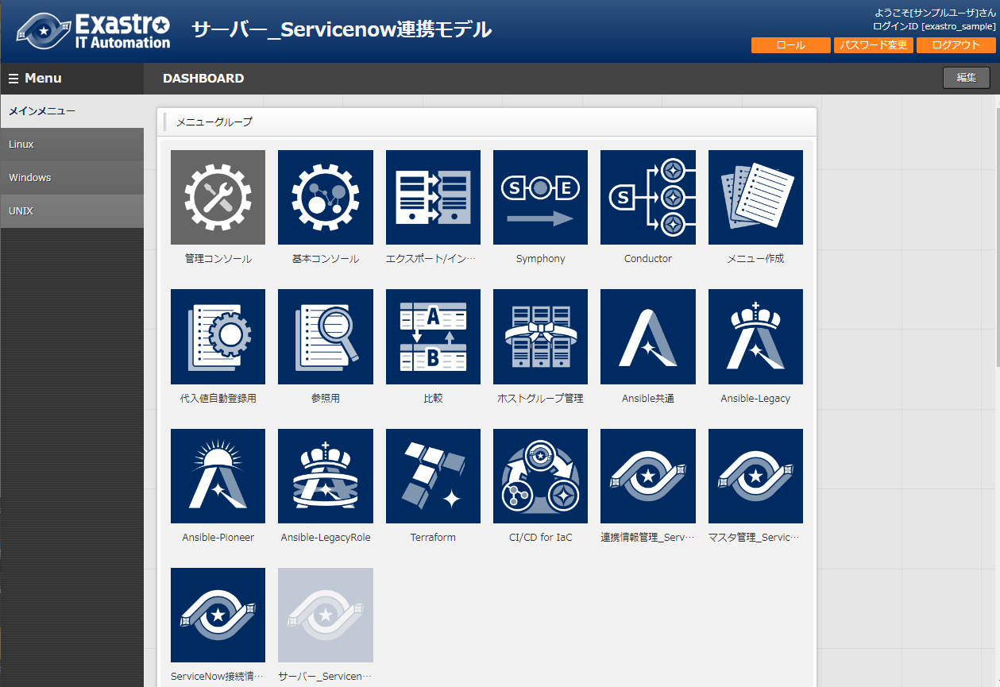 Exastro
IT Automation
サーバー_Servicenow連携モデル
ようこそ[サンプルユーザ]さん
ログインID [exastro_sample]
ロール
パスワード変更
ログアウト
Menu
DASHBOARD
編集
メインメニュー
Linux
Windows
UNIX
メニューグループ
S
E
S
管理コンソール
基本コンソール
エクスポート/イン…
Symphony
Conductor
メニュー作成
A
B
代入値自動登録用
参照用
比較
ホストグループ管理
Ansible共通
Ansible-Legacy
Ansible-Pioneer
Ansible-LegacyRole
Terraform
CI/CD for IaC
連携情報管理_Serv…
マスタ管理_Servic…
ServiceNow接続情…
サーバー_Servicen…